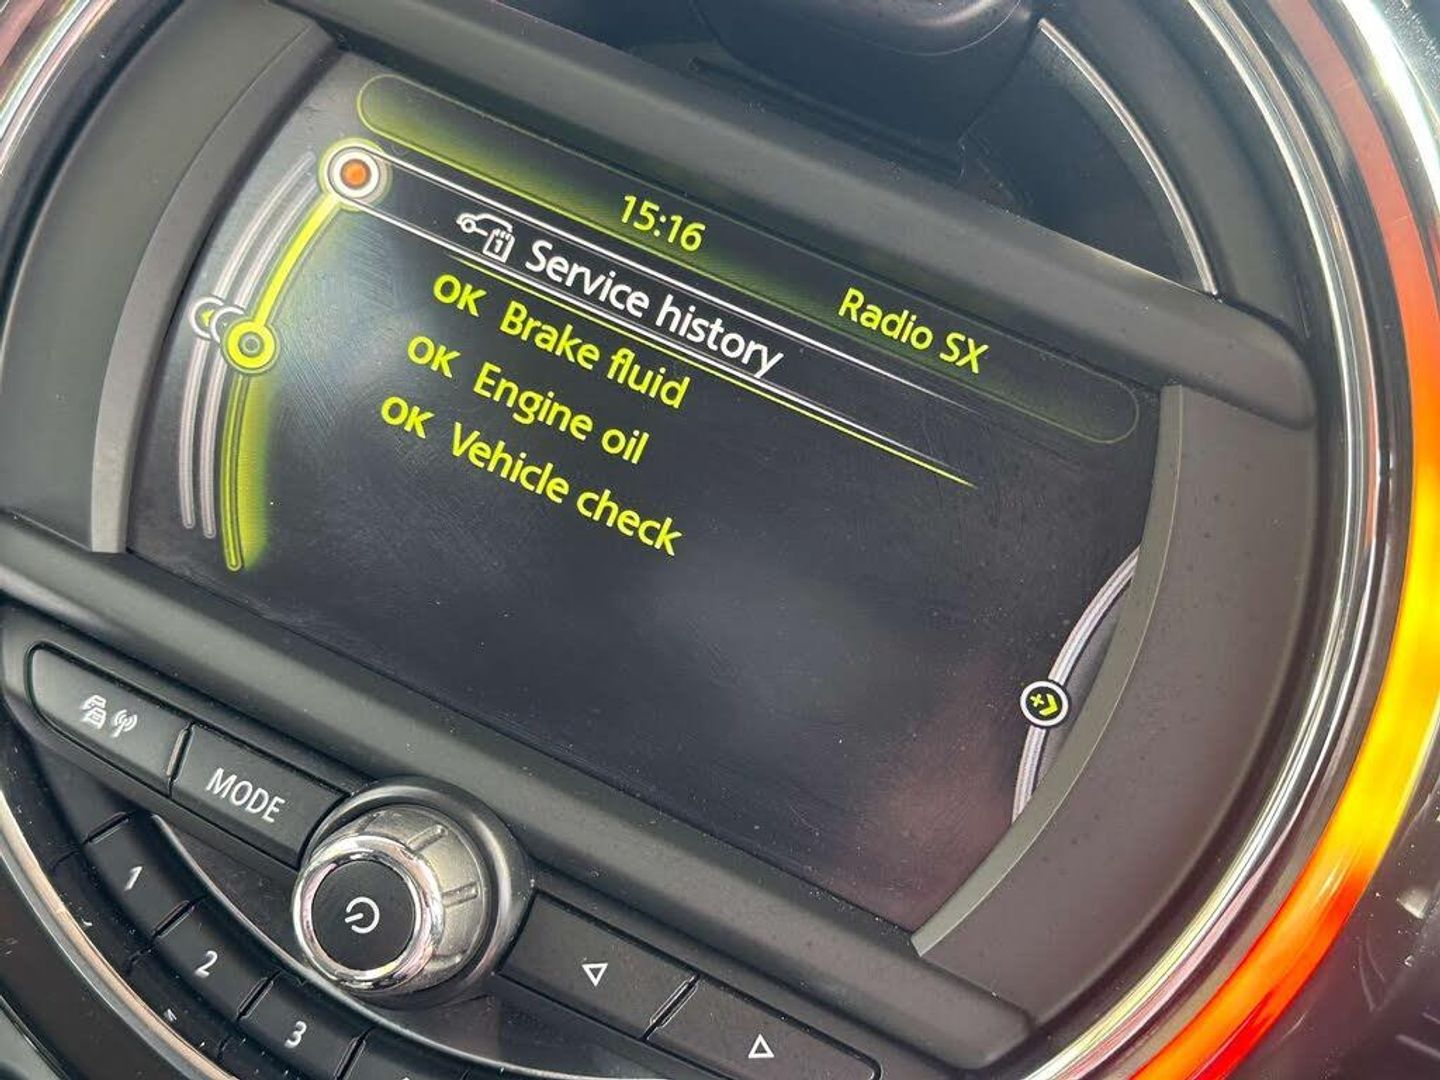 15:16
Radio SX
Service history
OK Brake fluid
OK Engine oil
OK Vehicle check
MODE
1
2
3